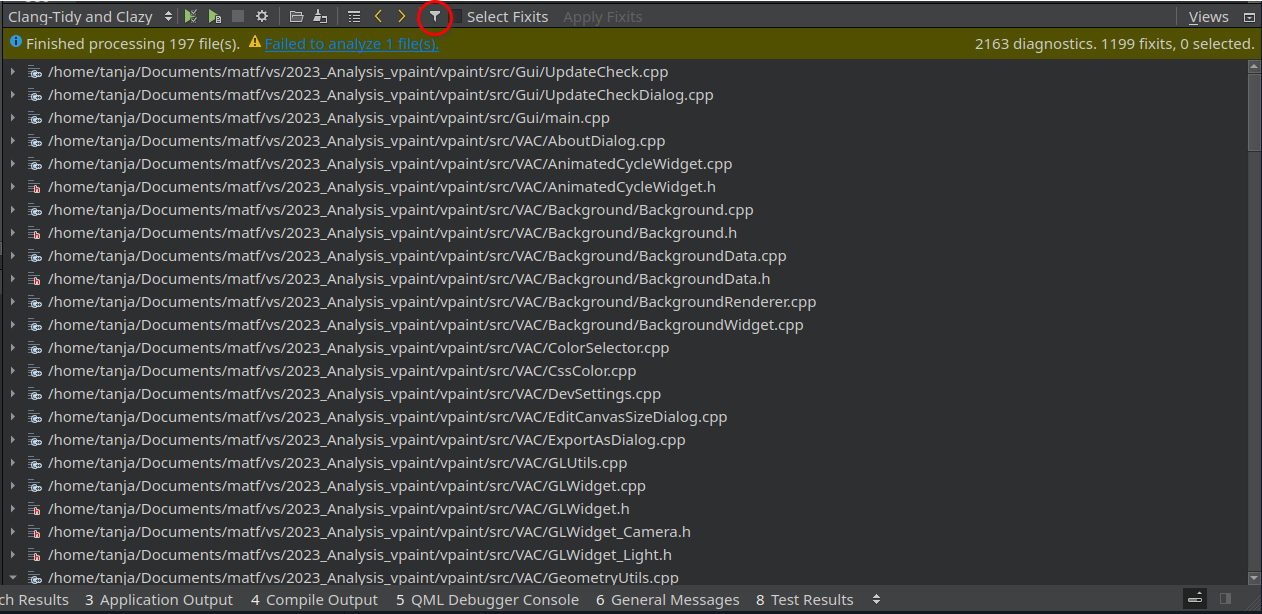 Clang-Tidy and Clazy Select Fixits Apply Fixits Views
Finished processing 197 file(s). Failed to analyze 1 file(s). 2163 diagnostics. 1199 fixits, 0 selected.
/home/tanja/Documents/matf/vs/2023_Analysis_vpaint/vpaint/src/Gui/UpdateCheck.cpp
/home/tanja/Documents/matf/vs/2023_Analysis_vpaint/vpaint/src/Gui/UpdateCheckDialog.cpp
/home/tanja/Documents/matf/vs/2023_Analysis_vpaint/vpaint/src/Gui/main.cpp
/home/tanja/Documents/matf/vs/2023_Analysis_vpaint/vpaint/src/VAC/AboutDialog.cpp
/home/tanja/Documents/matf/vs/2023_Analysis_vpaint/vpaint/src/VAC/AnimatedCycleWidget.cpp
/home/tanja/Documents/matf/vs/2023_Analysis_vpaint/vpaint/src/VAC/AnimatedCycleWidget.h
/home/tanja/Documents/matf/vs/2023_Analysis_vpaint/vpaint/src/VAC/Background/Background.cpp
/home/tanja/Documents/matf/vs/2023_Analysis_vpaint/vpaint/src/VAC/Background/Background.h
/home/tanja/Documents/matf/vs/2023_Analysis_vpaint/vpaint/src/VAC/Background/BackgroundData.cpp
/home/tanja/Documents/matf/vs/2023_Analysis_vpaint/vpaint/src/VAC/Background/BackgroundData.h
/home/tanja/Documents/matf/vs/2023_Analysis_vpaint/vpaint/src/VAC/Background/BackgroundRenderer.cpp
/home/tanja/Documents/matf/vs/2023_Analysis_vpaint/vpaint/src/VAC/Background/BackgroundWidget.cpp
/home/tanja/Documents/matf/vs/2023_Analysis_vpaint/vpaint/src/VAC/ColorSelector.cpp
/home/tanja/Documents/matf/vs/2023_Analysis_vpaint/vpaint/src/VAC/CssColor.cpp
/home/tanja/Documents/matf/vs/2023_Analysis_vpaint/vpaint/src/VAC/DevSettings.cpp
/home/tanja/Documents/matf/vs/2023_Analysis_vpaint/vpaint/src/VAC/EditCanvasSizeDialog.cpp
/home/tanja/Documents/matf/vs/2023_Analysis_vpaint/vpaint/src/VAC/ExportAsDialog.cpp
/home/tanja/Documents/matf/vs/2023_Analysis_vpaint/vpaint/src/VAC/GLUtils.cpp
/home/tanja/Documents/matf/vs/2023_Analysis_vpaint/vpaint/src/VAC/GLWidget.cpp
/home/tanja/Documents/matf/vs/2023_Analysis_vpaint/vpaint/src/VAC/GLWidget.h
/home/tanja/Documents/matf/vs/2023_Analysis_vpaint/vpaint/src/VAC/GLWidget_Camera.h
/home/tanja/Documents/matf/vs/2023_Analysis_vpaint/vpaint/src/VAC/GLWidget_Light.h
/home/tanja/Documents/matf/vs/2023_Analysis_vpaint/vpaint/src/VAC/GeometryUtils.cpp
ch Results 3 Application Output 4 Compile Output 5 QML Debugger Console 6 General Messages 8 Test Results